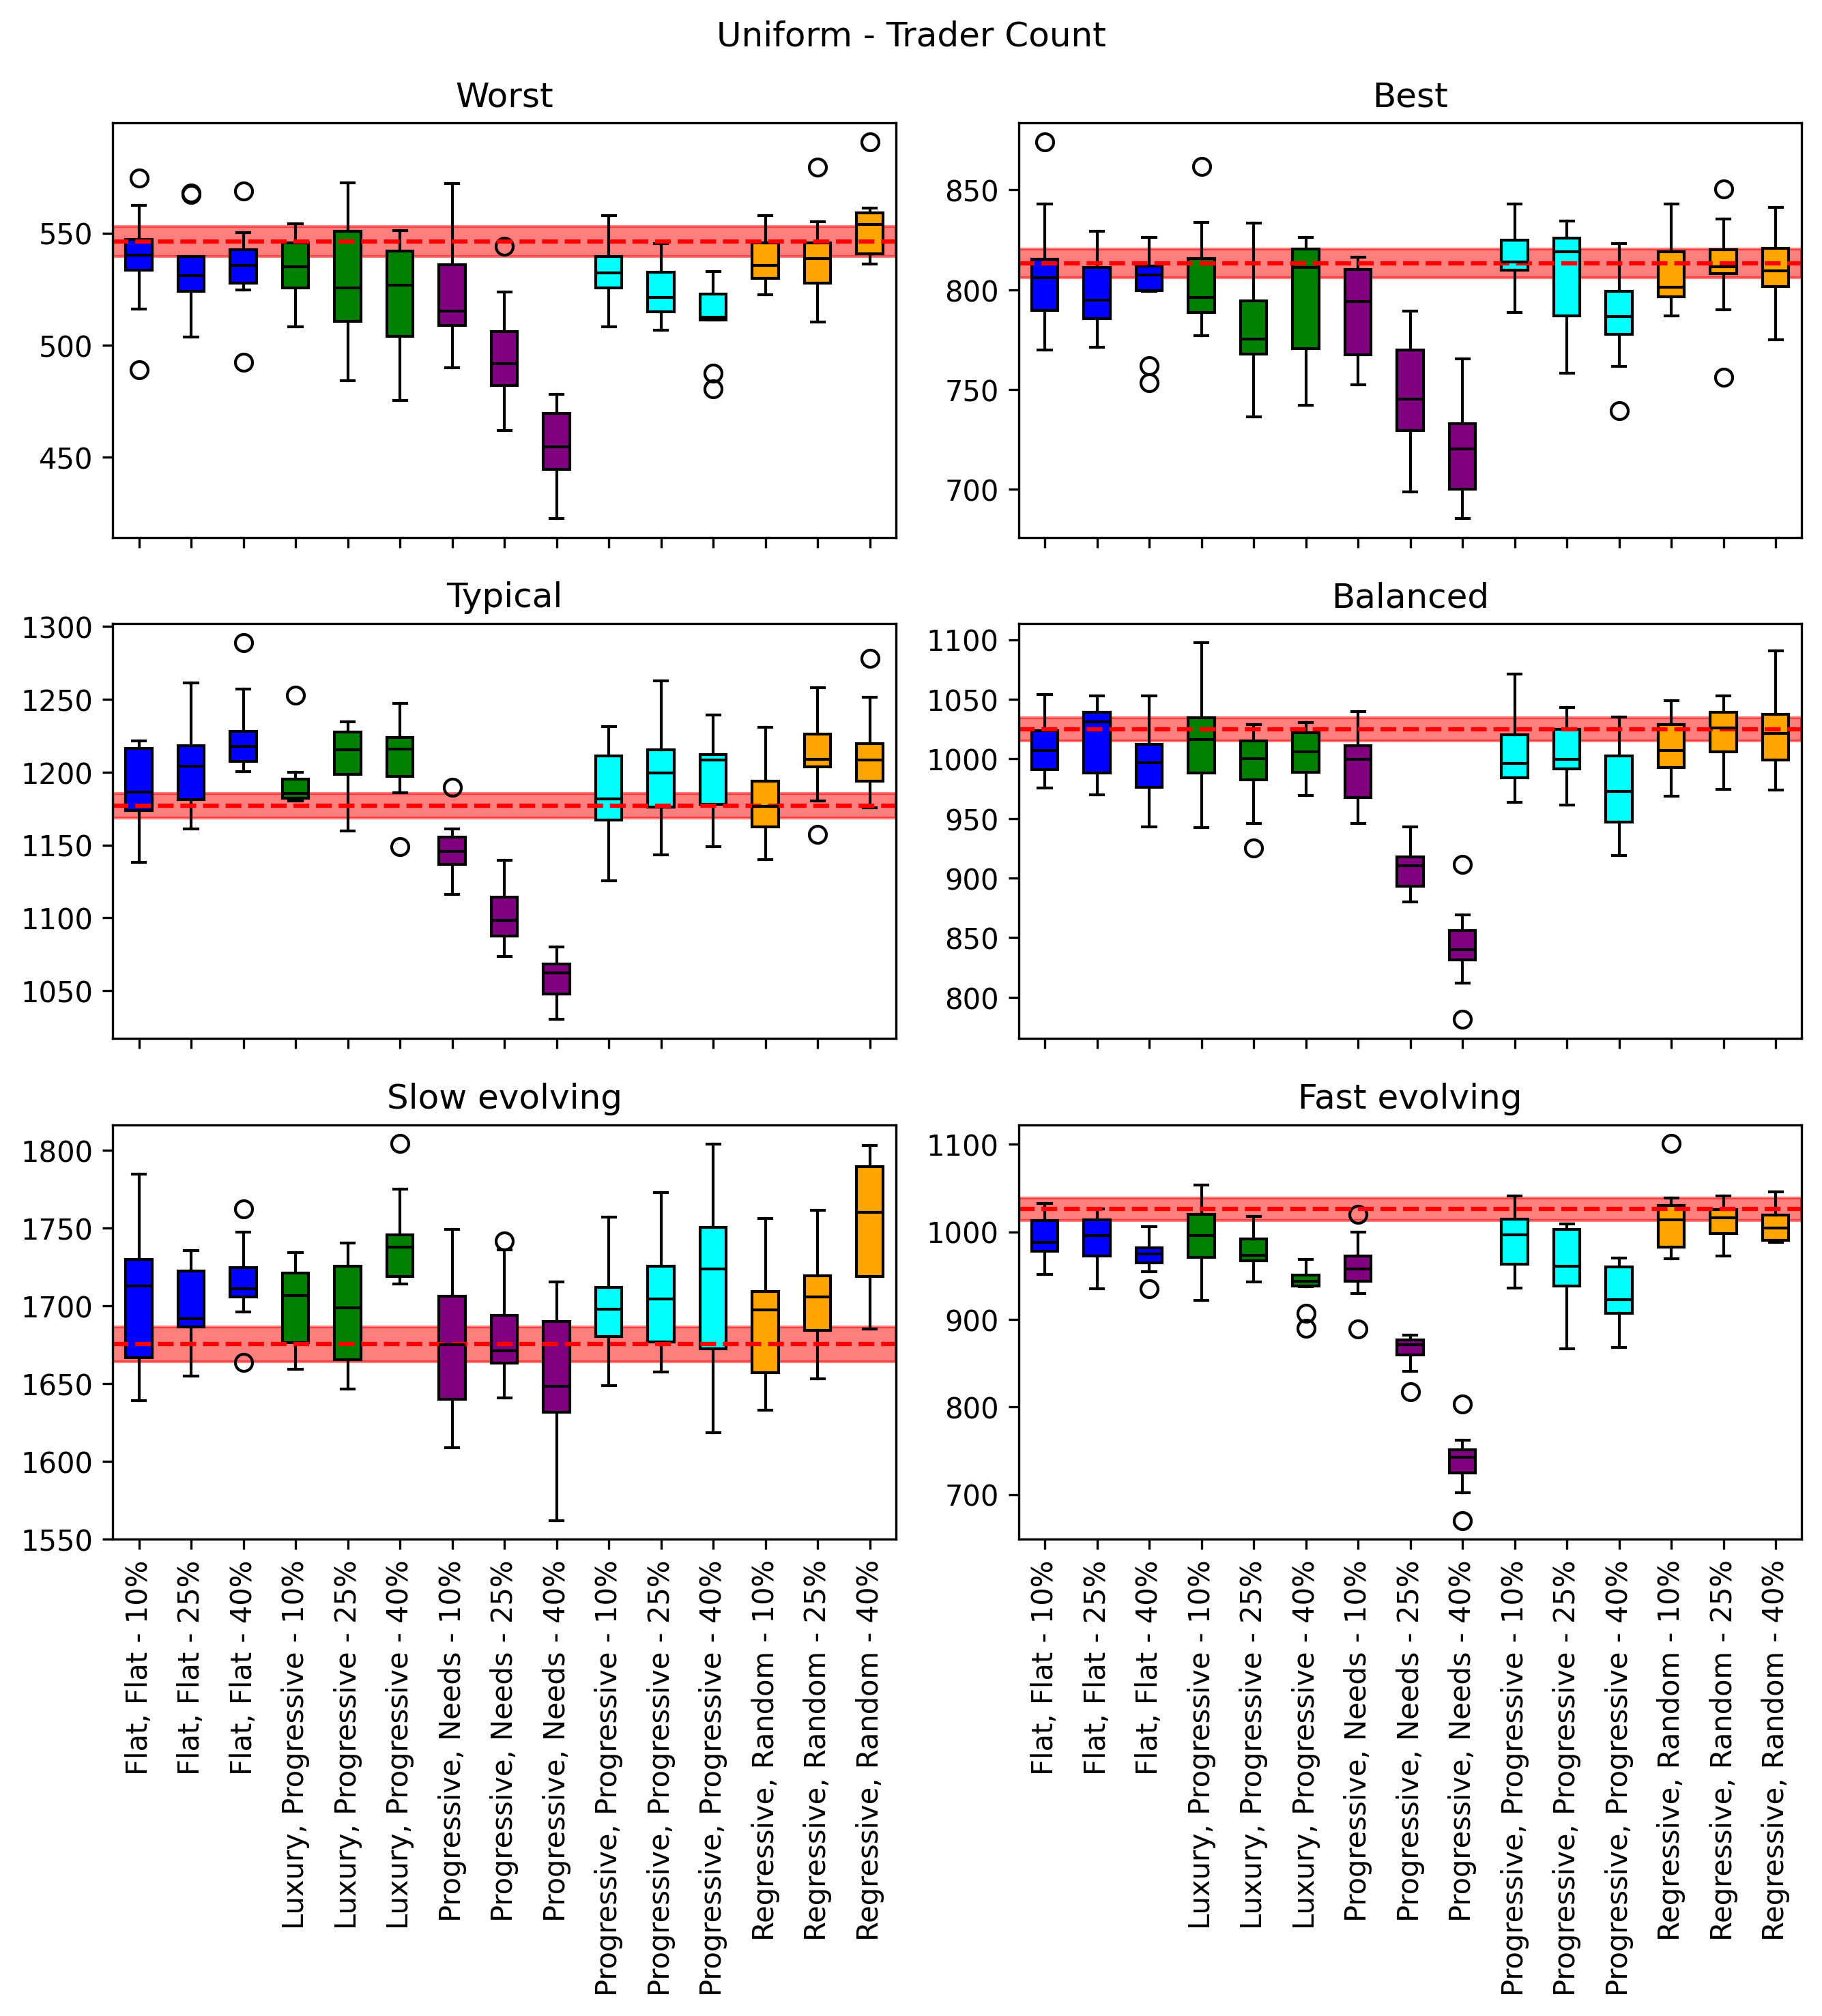 Uniform - Trader Count
Worst
550
500
450
Best
850
800
750
700
Typical
1300
1250
1200
1150
1100
1050
Balanced
1100
1050
1000
950
900
850
800
Slow evolving
1800
1750
1700
1650
1600
1550
Fast evolving
1100
1000
900
800
700
Flat, Flat - 10%
Flat, Flat - 25%
Flat, Flat - 40%
Luxury, Progressive - 10%
Luxury, Progressive - 25%
Luxury, Progressive - 40%
Progressive, Needs - 10%
Progressive, Needs - 25%
Progressive, Needs - 40%
Progressive, Progressive - 10%
Progressive, Progressive - 25%
Progressive, Progressive - 40%
Regressive, Random - 10%
Regressive, Random - 25%
Regressive, Random - 40%
Flat, Flat - 10%
Flat, Flat - 25%
Flat, Flat - 40%
Luxury, Progressive - 10%
Luxury, Progressive - 25%
Luxury, Progressive - 40%
Progressive, Needs - 10%
Progressive, Needs - 25%
Progressive, Needs - 40%
Progressive, Progressive - 10%
Progressive, Progressive - 25%
Progressive, Progressive - 40%
Regressive, Random - 10%
Regressive, Random - 25%
Regressive, Random - 40%